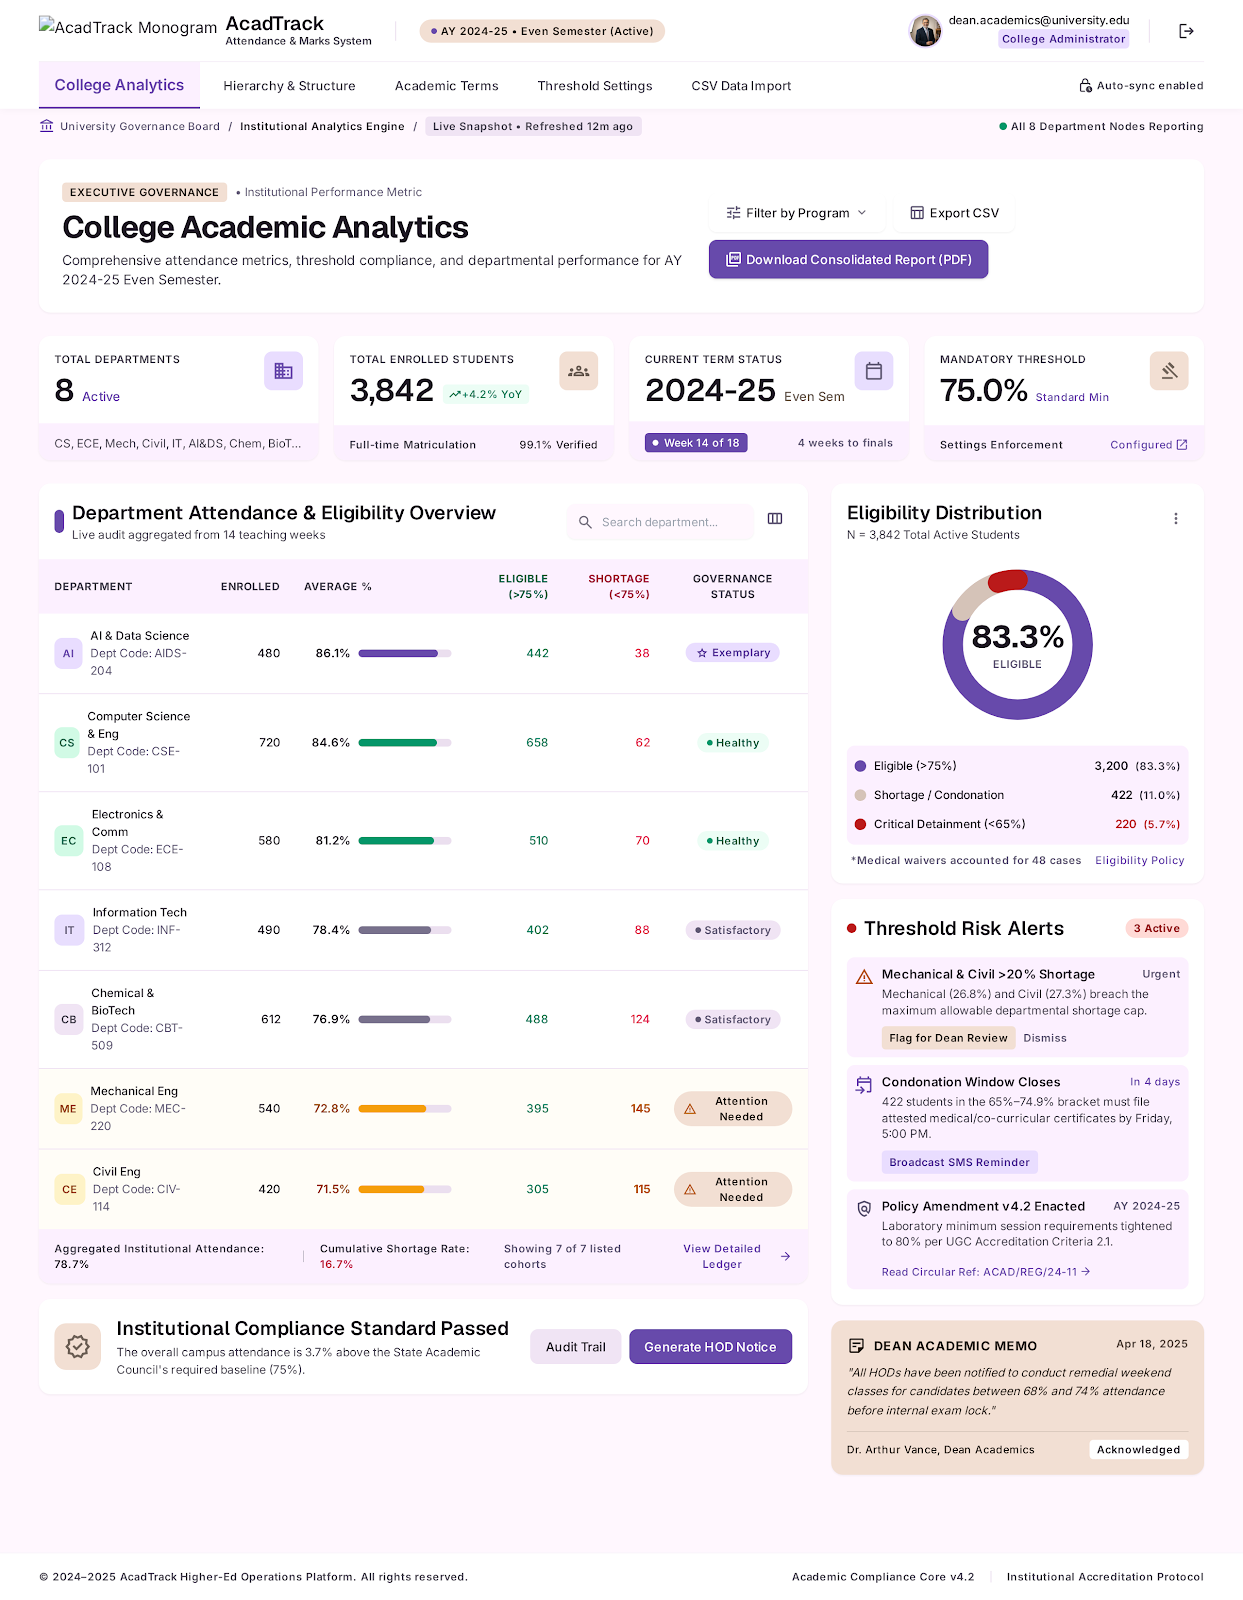 AcadTrack Monogram
AcadTrack
Attendance & Marks System
AY 2024-25 • Even Semester (Active)
dean.academics@university.edu
College Administrator
College Analytics
Hierarchy & Structure
Academic Terms
Threshold Settings
CSV Data Import
Auto-sync enabled
University Governance Board / Institutional Analytics Engine / Live Snapshot • Refreshed 12m ago
All 8 Department Nodes Reporting
EXECUTIVE GOVERNANCE • Institutional Performance Metric
College Academic Analytics
Comprehensive attendance metrics, threshold compliance, and departmental performance for AY
2024-25 Even Semester.
Filter by Program
Export CSV
Download Consolidated Report (PDF)
TOTAL DEPARTMENTS
8 Active
CS, ECE, Mech, Civil, IT, AI&DS, Chem, BioT...
TOTAL ENROLLED STUDENTS
3,842 +4.2% YoY
Full-time Matriculation 99.1% Verified
CURRENT TERM STATUS
2024-25 Even Sem
• Week 14 of 18 4 weeks to finals
MANDATORY THRESHOLD
75.0% Standard Min
Settings Enforcement Configured
Department Attendance & Eligibility Overview
Live audit aggregated from 14 teaching weeks
Search department...
DEPARTMENT ENROLLED AVERAGE % ELIGIBLE (>75%) SHORTAGE (<75%) GOVERNANCE STATUS
AI
AI & Data Science
Dept Code: AIDS-
204
480 86.1% 442 38 Exemplary
CS
Computer Science
& Eng
Dept Code: CSE-
101
720 84.6% 658 62 Healthy
EC
Electronics &
Comm
Dept Code: ECE-
108
580 81.2% 510 70 Healthy
IT
Information Tech
Dept Code: INF-
312
490 78.4% 402 88 Satisfactory
CB
Chemical &
BioTech
Dept Code: CBT-
509
612 76.9% 488 124 Satisfactory
ME
Mechanical Eng
Dept Code: MEC-
220
540 72.8% 395 145 Attention Needed
CE
Civil Eng
Dept Code: CIV-
114
420 71.5% 305 115 Attention Needed
Aggregated Institutional Attendance:
78.7%
Cumulative Shortage Rate:
16.7%
Showing 7 of 7 listed
cohorts
View Detailed
Ledger
Institutional Compliance Standard Passed
The overall campus attendance is 3.7% above the State Academic
Council's required baseline (75%).
Audit Trail
Generate HOD Notice
Eligibility Distribution
N = 3,842 Total Active Students
83.3%
ELIGIBLE
Eligible (>75%) 3,200 (83.3%)
Shortage / Condonation 422 (11.0%)
Critical Detainment (<65%) 220 (5.7%)
*Medical waivers accounted for 48 cases Eligibility Policy
Threshold Risk Alerts 3 Active
Mechanical & Civil >20% Shortage Urgent
Mechanical (26.8%) and Civil (27.3%) breach the
maximum allowable departmental shortage cap.
Flag for Dean Review Dismiss
Condonation Window Closes In 4 days
422 students in the 65%–74.9% bracket must file
attested medical/co-curricular certificates by Friday,
5:00 PM.
Broadcast SMS Reminder
Policy Amendment v4.2 Enacted AY 2024-25
Laboratory minimum session requirements tightened
to 80% per UGC Accreditation Criteria 2.1.
Read Circular Ref: ACAD/REG/24-11 →
DEAN ACADEMIC MEMO Apr 18, 2025
"All HODs have been notified to conduct remedial weekend
classes for candidates between 68% and 74% attendance
before internal exam lock."
Dr. Arthur Vance, Dean Academics Acknowledged
© 2024–2025 AcadTrack Higher-Ed Operations Platform. All rights reserved.
Academic Compliance Core v4.2
Institutional Accreditation Protocol